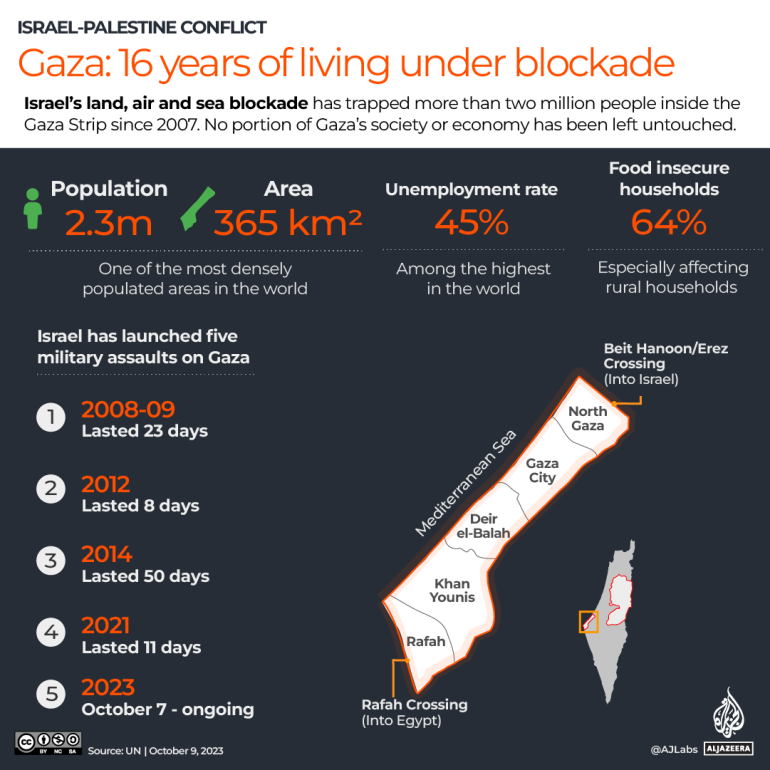 ISRAEL-PALESTINE CONFLICT
Gaza: 16 years of living under blockade
Israel's land, air and sea blockade has trapped more than two million people inside the
Gaza Strip since 2007. No portion of Gaza's society or economy has been left untouched.
Population
2.3m
Area
365 km²
One of the most densely
populated areas in the world
Unemployment rate
45%
Among the highest
in the world
Food insecure
households
64%
Especially affecting
rural households
Israel has launched five
military assaults on Gaza
1
2008-09
Lasted 23 days
2
2012
Lasted 8 days
3
2014
Lasted 50 days
4
2021
Lasted 11 days
5
2023
October 7 - ongoing
Beit Hanoon/Erez
Crossing
(Into Israel)
Mediterranean Sea
North
Gaza
Gaza
City
Deir
el-Balah
Khan
Younis
Rafah
Rafah Crossing
(Into Egypt)
cc
BY NC SA
Source: UN | October 9, 2023
@AJLabs
ALJAZEERA